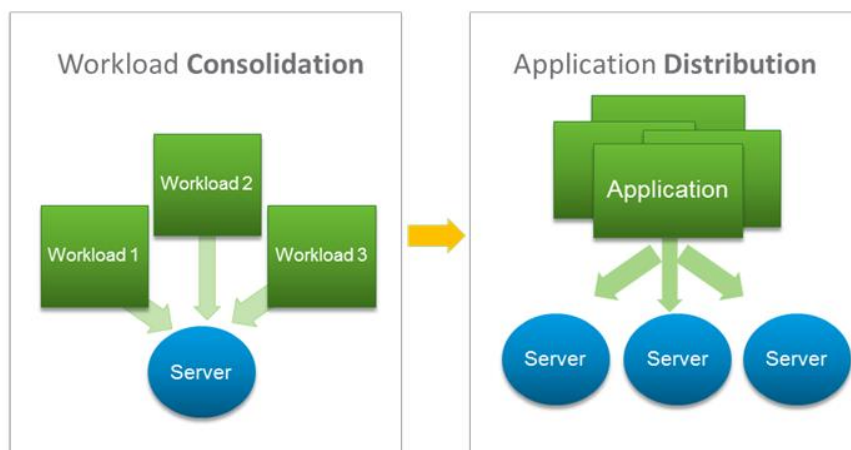 Workload Consolidation
Workload 2
Workload 1
Workload 3
Server
Application Distribution
Application
Server
Server
Server